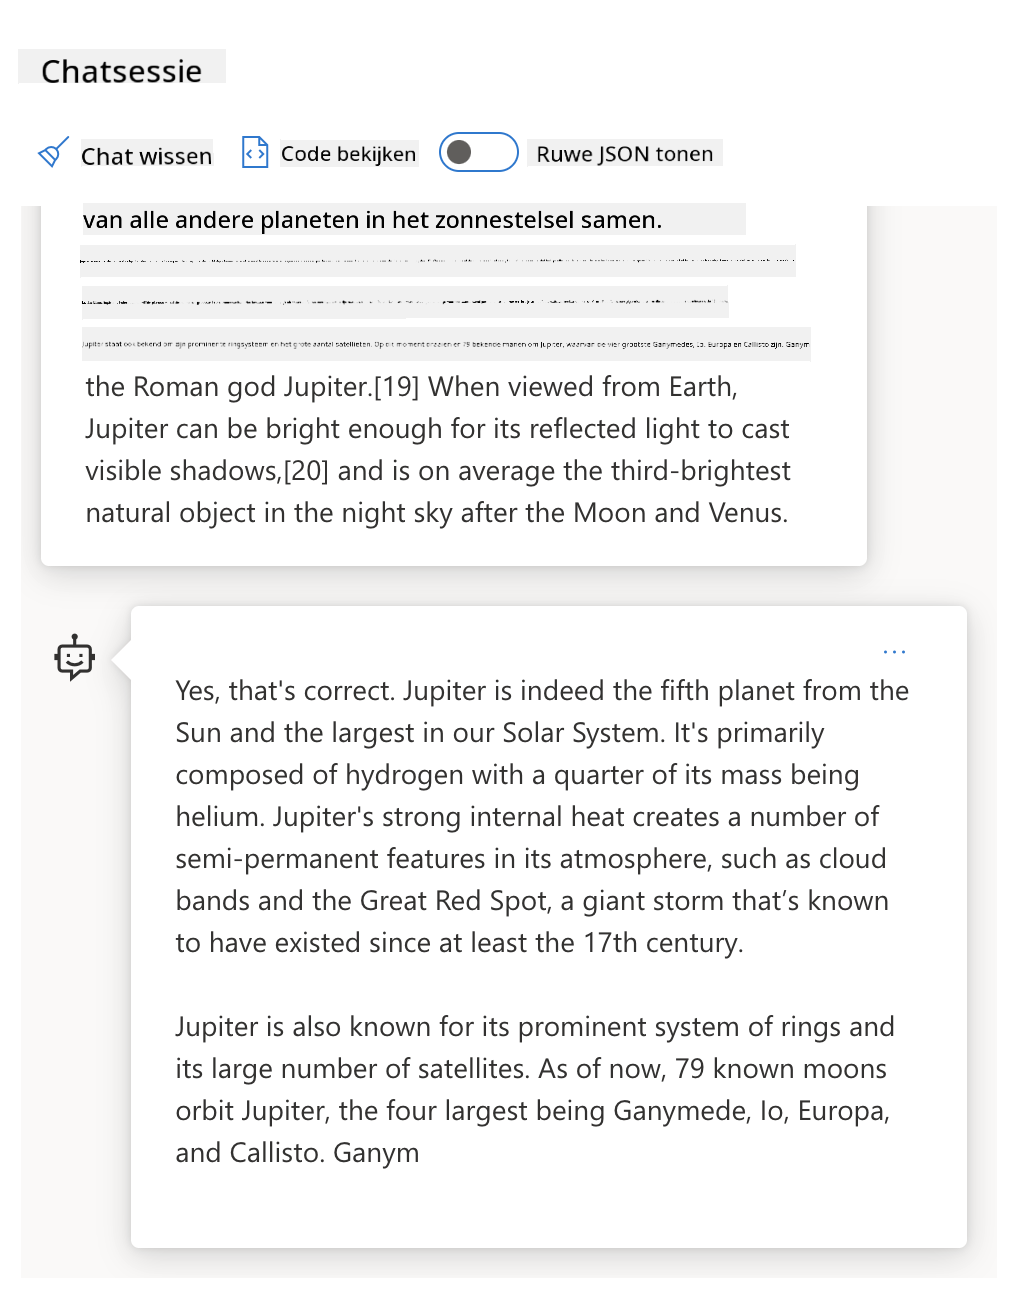 Chatsessie
Chat wissen
Code bekijken
Ruwe JSON tonen
van alle andere planeten in het zonnestelsel samen.
Jupiter staat ook bekend om zijn prominente ringsysteem en het grote aantal satellieten. Op dit moment draaien er 79 bekende manen om Jupiter, waarvan de vier grootste Ganymedes, Io, Europa en Callisto zijn. Ganym
the Roman god Jupiter.[19] When viewed from Earth,
Jupiter can be bright enough for its reflected light to cast
visible shadows,[20] and is on average the third-brightest
natural object in the night sky after the Moon and Venus.
Yes, that's correct. Jupiter is indeed the fifth planet from the
Sun and the largest in our Solar System. It's primarily
composed of hydrogen with a quarter of its mass being
helium. Jupiter's strong internal heat creates a number of
semi-permanent features in its atmosphere, such as cloud
bands and the Great Red Spot, a giant storm that’s known
to have existed since at least the 17th century.
Jupiter is also known for its prominent system of rings and
its large number of satellites. As of now, 79 known moons
orbit Jupiter, the four largest being Ganymede, Io, Europa,
and Callisto. Ganym